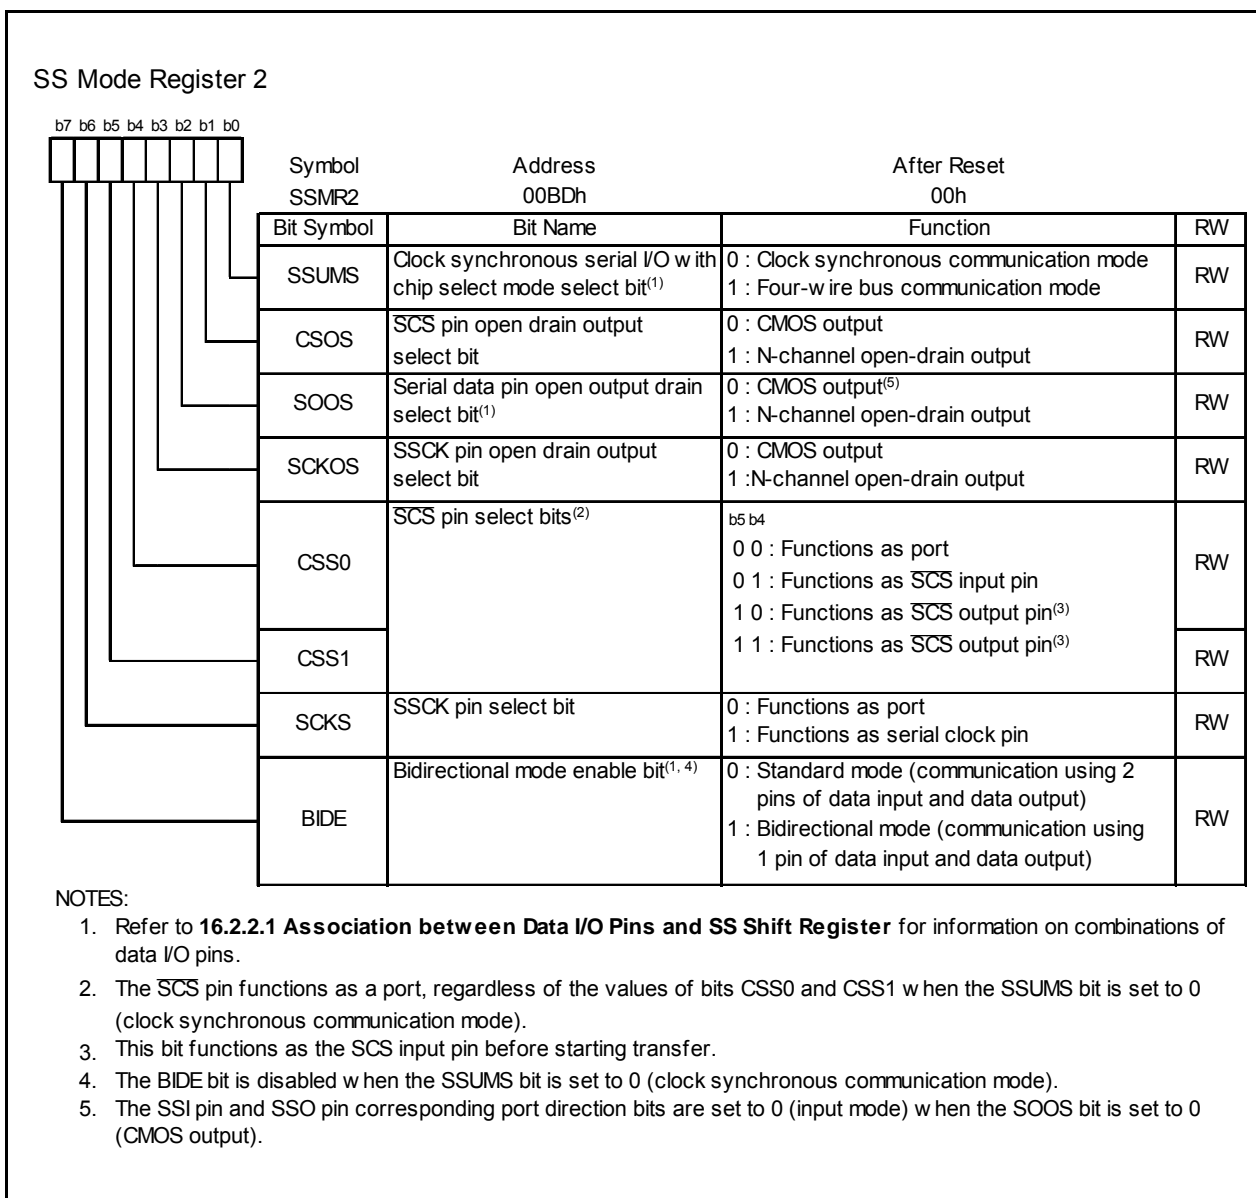 SS Mode Register 2
b7 b6 b5 b4 b3 b2 b1 b0
Symbol Address After Reset
SSMR2 00BDh 00h
Bit Symbol Bit Name Function RW
SSUMS Clock synchronous serial I/O with chip select mode select bit(1) 0 : Clock synchronous communication mode RW
1 : Four-wire bus communication mode
CSOS SCS pin open drain output select bit 0 : CMOS output RW
1 : N-channel open-drain output
SOOS Serial data pin open output drain select bit(1) 0 : CMOS output(5) RW
1 : N-channel open-drain output
SCKOS SSCK pin open drain output select bit 0 : CMOS output RW
1 :N-channel open-drain output
CSS0 SCS pin select bits(2) b5 b4 RW
0 0 : Functions as port
0 1 : Functions as SCS input pin
1 0 : Functions as SCS output pin(3)
1 1 : Functions as SCS output pin(3)
CSS1 RW
SCKS SSCK pin select bit 0 : Functions as port RW
1 : Functions as serial clock pin
BIDE Bidirectional mode enable bit(1, 4) 0 : Standard mode (communication using 2 RW
pins of data input and data output)
1 : Bidirectional mode (communication using
1 pin of data input and data output)
NOTES:
1. Refer to 16.2.2.1 Association between Data I/O Pins and SS Shift Register for information on combinations of
data I/O pins.
2. The SCS pin functions as a port, regardless of the values of bits CSS0 and CSS1 when the SSUMS bit is set to 0
(clock synchronous communication mode).
3. This bit functions as the SCS input pin before starting transfer.
4. The BIDE bit is disabled when the SSUMS bit is set to 0 (clock synchronous communication mode).
5. The SSI pin and SSO pin corresponding port direction bits are set to 0 (input mode) when the SOOS bit is set to 0
(CMOS output).